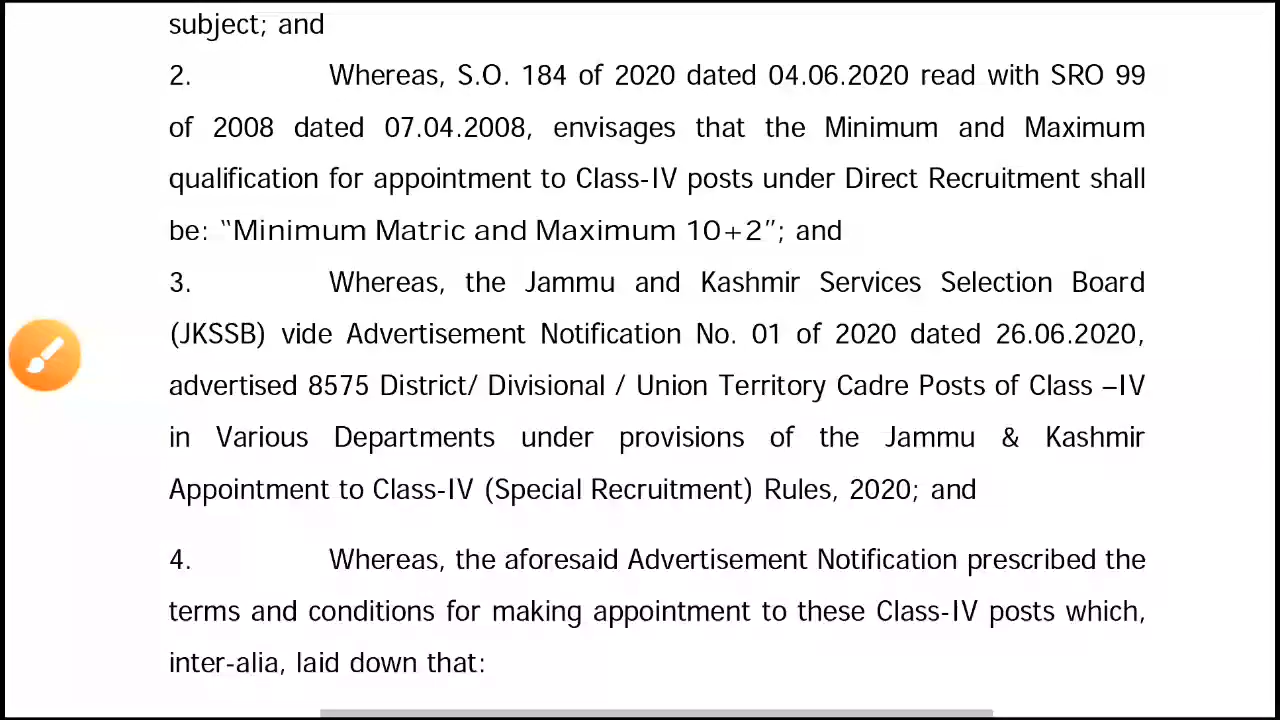 subject; and
2. Whereas, S.O. 184 of 2020 dated 04.06.2020 read with SRO 99
of 2008 dated 07.04.2008, envisages that the Minimum and Maximum
qualification for appointment to Class-IV posts under Direct Recruitment shall
be: “Minimum Matric and Maximum 10+2”; and
3. Whereas, the Jammu and Kashmir Services Selection Board
(JKSSB) vide Advertisement Notification No. 01 of 2020 dated 26.06.2020,
advertised 8575 District/ Divisional / Union Territory Cadre Posts of Class –IV
in Various Departments under provisions of the Jammu & Kashmir
Appointment to Class-IV (Special Recruitment) Rules, 2020; and
4. Whereas, the aforesaid Advertisement Notification prescribed the
terms and conditions for making appointment to these Class-IV posts which,
inter-alia, laid down that: